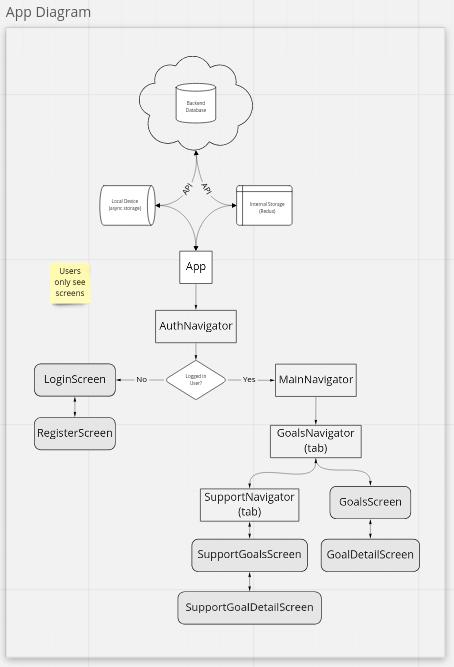 App Diagram
Backend
Database
API
API
Local Device
(async storage)
Internal Storage
(Redux)
App
Users
only see
screens
AuthNavigator
Logged in
User?
No
Yes
LoginScreen
MainNavigator
RegisterScreen
GoalsNavigator
(tab)
SupportNavigator
(tab)
GoalsScreen
SupportGoalsScreen
GoalDetailScreen
SupportGoalDetailScreen